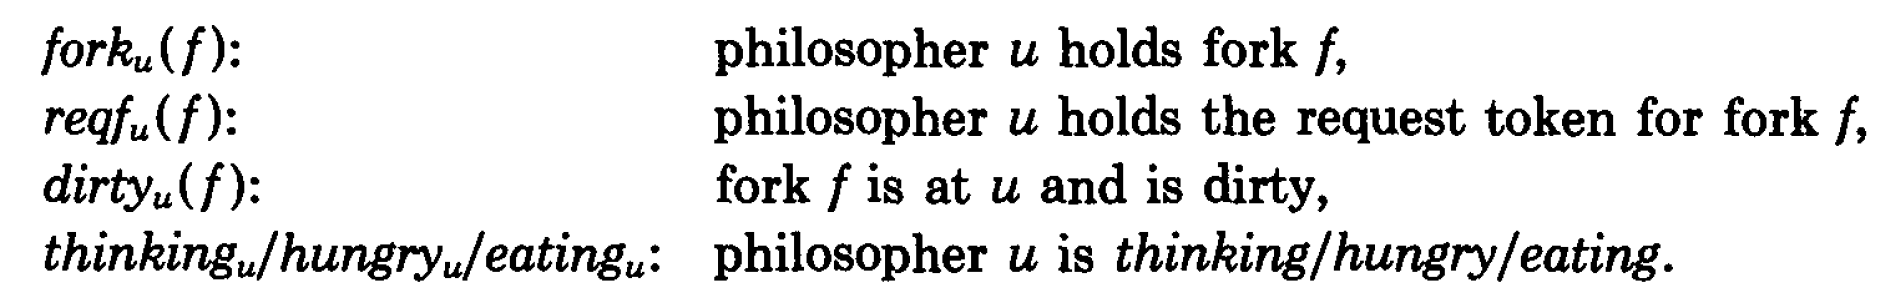 fork_u(f): philosopher u holds fork f,
reqf_u(f): philosopher u holds the request token for fork f,
dirty_u(f): fork f is at u and is dirty,
thinking_u/hungry_u/eating_u: philosopher u is thinking/hungry/eating.